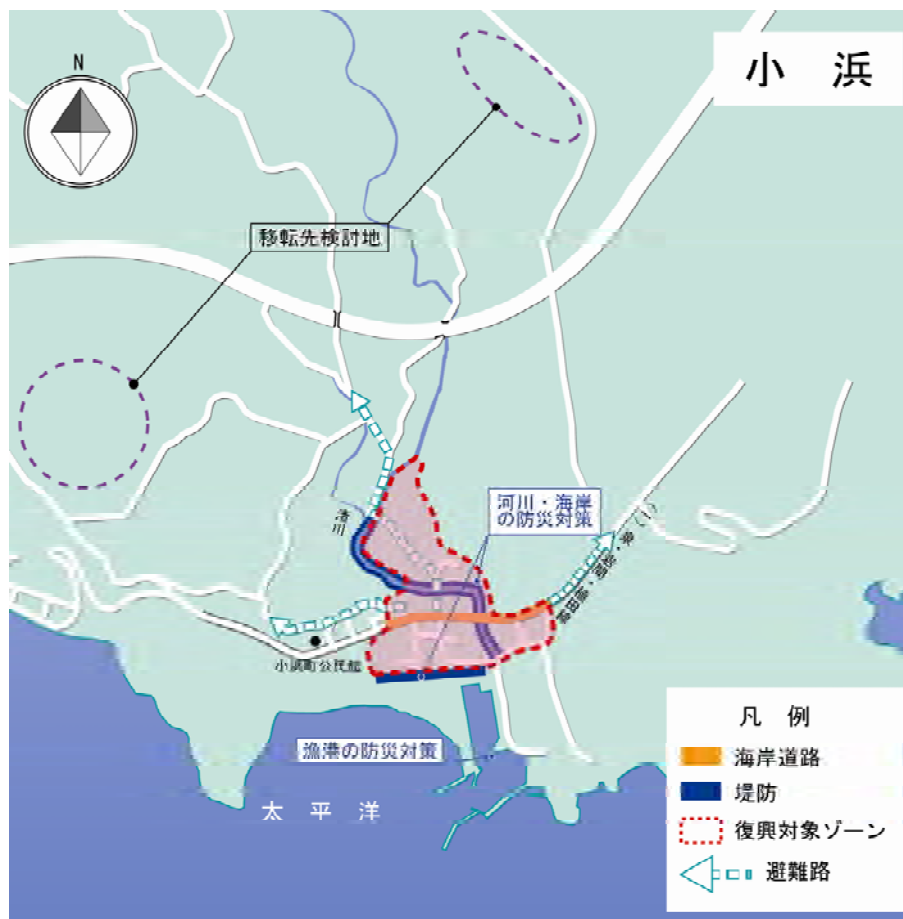 小 浜
N
移転先検討地
河川・海岸
の防災対策
渚川
小浜町公民館
漁港の防災対策
太 平 洋
凡 例
海岸道路
堤防
復興対象ゾーン
避難路